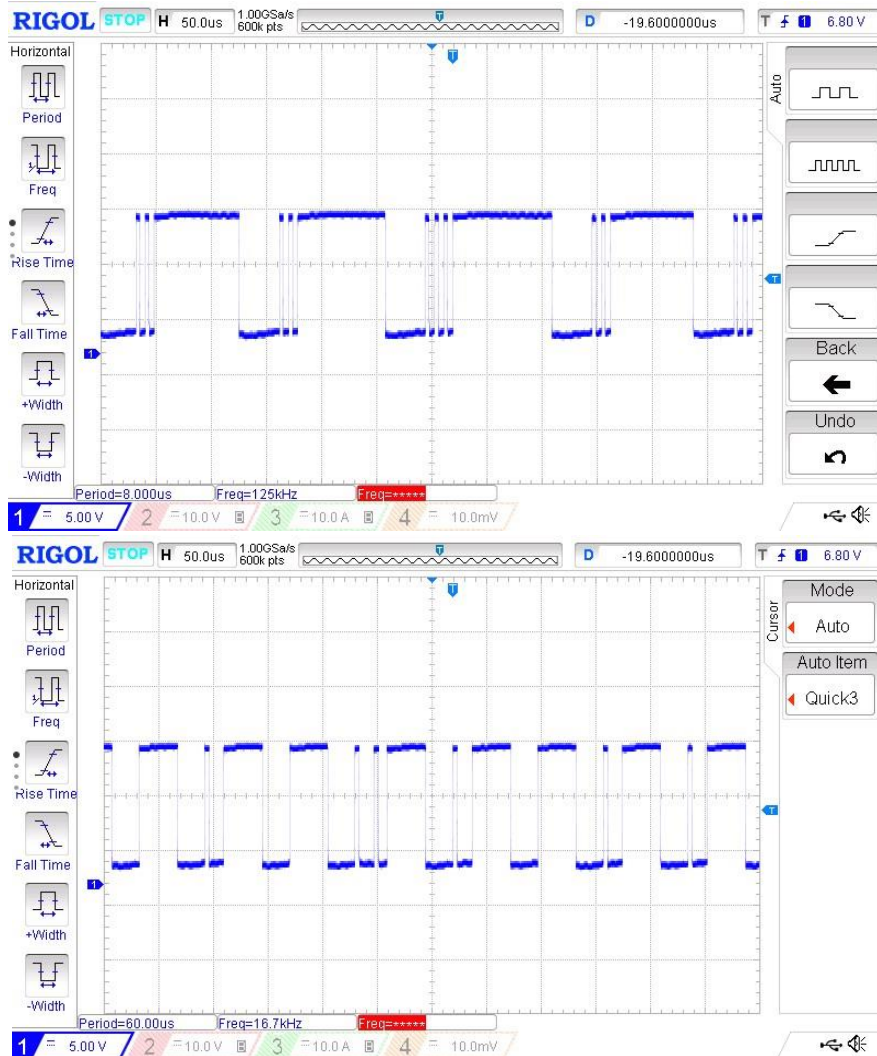 RIGOL STOP H 50.0us 1.00GSa/s 600k pts D -19.6000000us T 1 6.80 V
Horizontal
Period
Freq
Rise Time
Fall Time
+Width
-Width
Auto
Back
Undo
T
T
1
Period=8.000us Freq=125kHz Freq=*****
1 = 5.00 V 2 = 10.0 V 3 = 10.0 A 4 = 10.0mV
RIGOL STOP H 50.0us 1.00GSa/s 600k pts D -19.6000000us T 1 6.80 V
Horizontal
Period
Freq
Rise Time
Fall Time
+Width
-Width
Cursor
Mode
Auto
Auto Item
Quick3
T
T
1
Period=60.00us Freq=16.7kHz Freq=*****
1 = 5.00 V 2 = 10.0 V 3 = 10.0 A 4 = 10.0mV